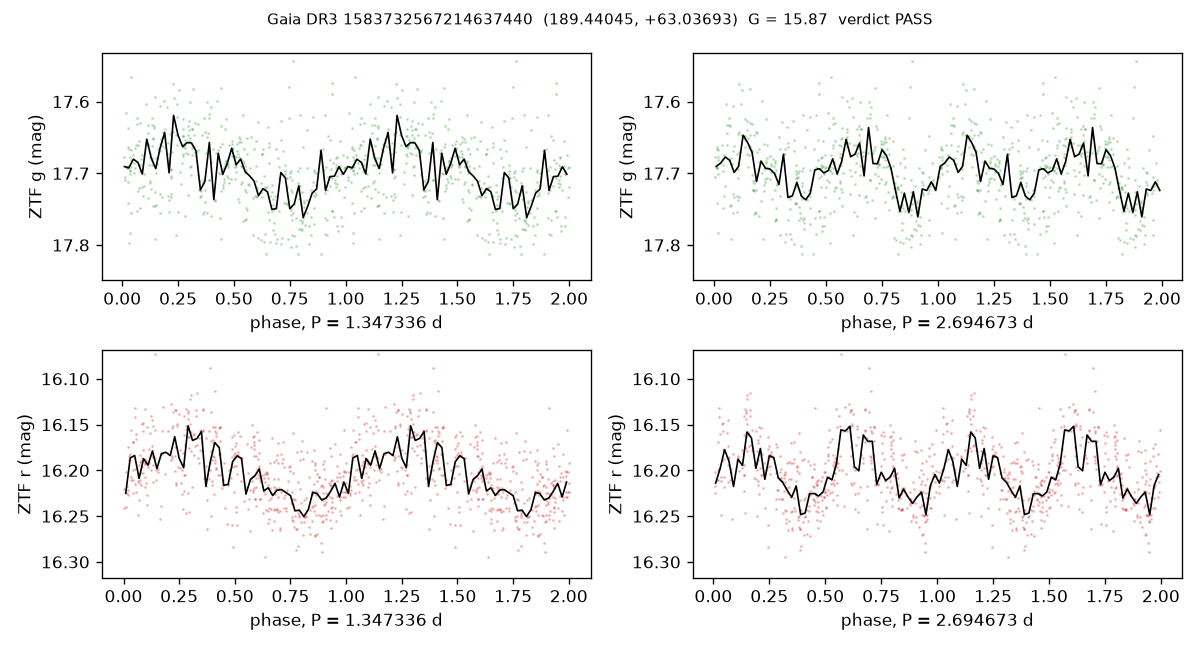 Gaia DR3 1583732567214637440 (189.44045, +63.03693) G = 15.87 verdict PASS
ZTF g (mag)
17.6
17.7
17.8
0.00 0.25 0.50 0.75 1.00 1.25 1.50 1.75 2.00
phase, P = 1.347336 d
ZTF g (mag)
17.6
17.7
17.8
0.00 0.25 0.50 0.75 1.00 1.25 1.50 1.75 2.00
phase, P = 2.694673 d
ZTF r (mag)
16.10
16.15
16.20
16.25
16.30
0.00 0.25 0.50 0.75 1.00 1.25 1.50 1.75 2.00
phase, P = 1.347336 d
ZTF r (mag)
16.10
16.15
16.20
16.25
16.30
0.00 0.25 0.50 0.75 1.00 1.25 1.50 1.75 2.00
phase, P = 2.694673 d